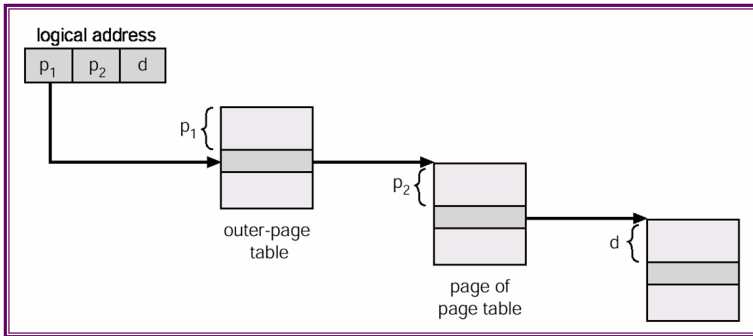 logical address
p1 p2 d
p1
outer-page
table
p2
page of
page table
d